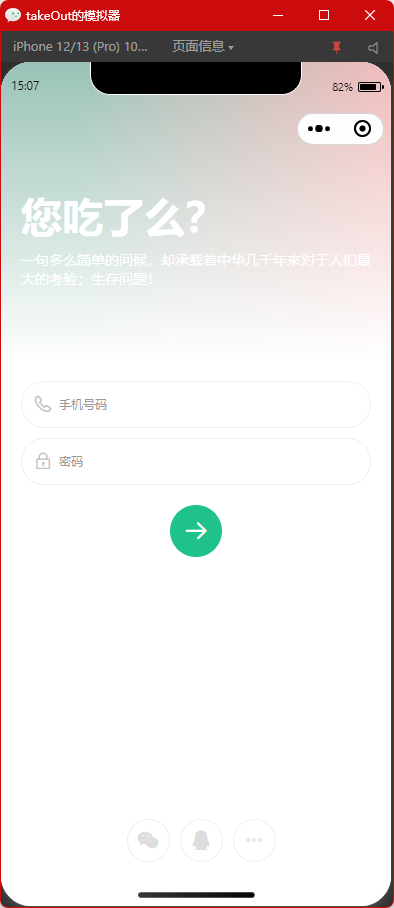 takeOut的模拟器
iPhone 12/13 (Pro) 10... 页面信息
15:07 82%
您吃了么?
一句多么简单的问候，却承载着中华几千年来对于人们最
大的考验；生存问题！
手机号码
密码